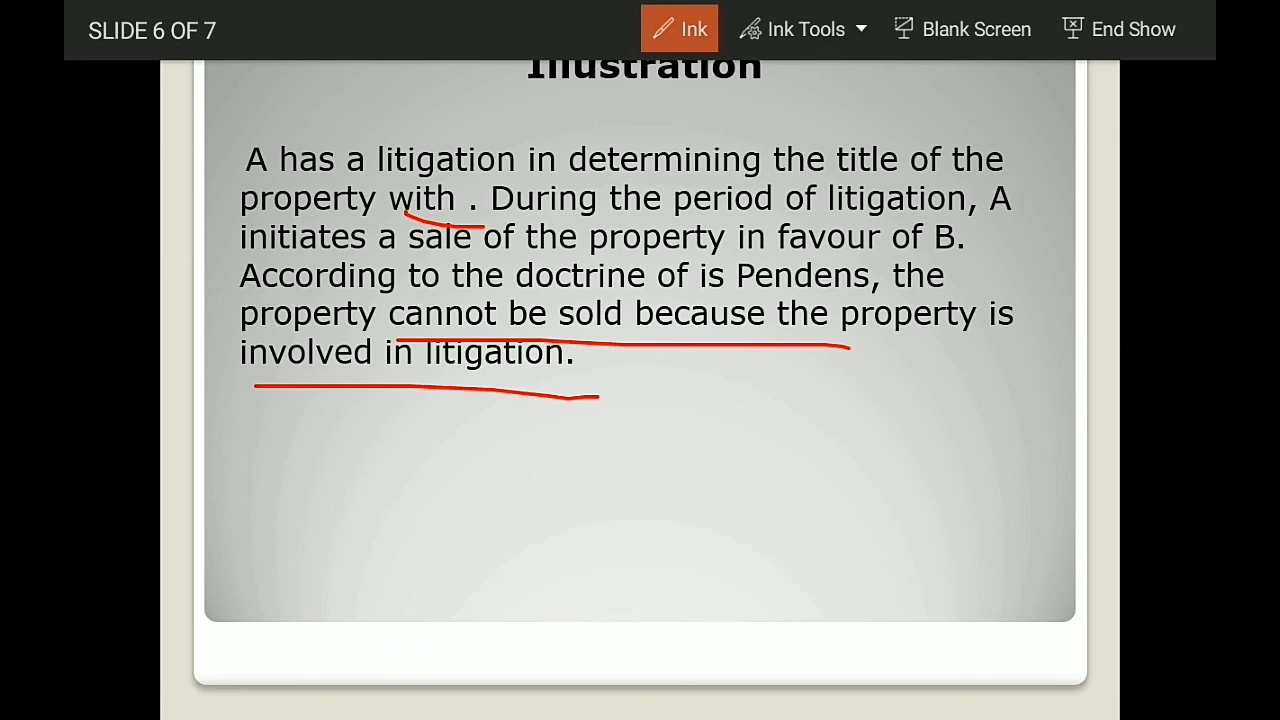 SLIDE 6 OF 7 Ink Ink Tools Blank Screen End Show
Illustration
A has a litigation in determining the title of the
property with . During the period of litigation, A
initiates a sale of the property in favour of B.
According to the doctrine of is Pendens, the
property cannot be sold because the property is
involved in litigation.